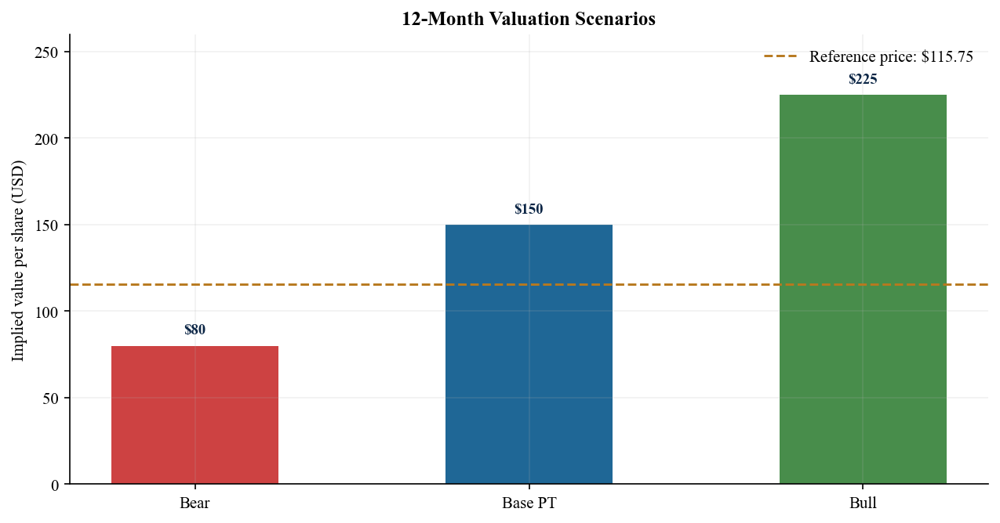 12-Month Valuation Scenarios
Implied value per share (USD)
250
200
150
100
50
0
Reference price: $115.75
$80
$150
$225
Bear
Base PT
Bull